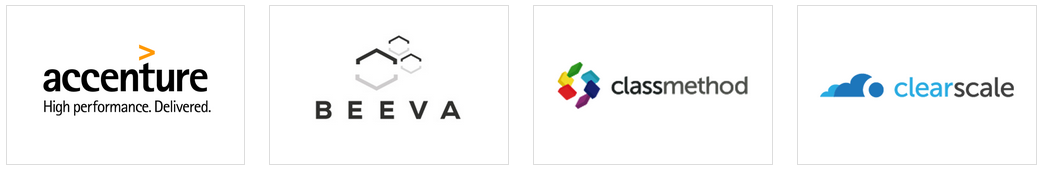 accenture
High performance. Delivered.
BEEVA
classmethod
clearscale